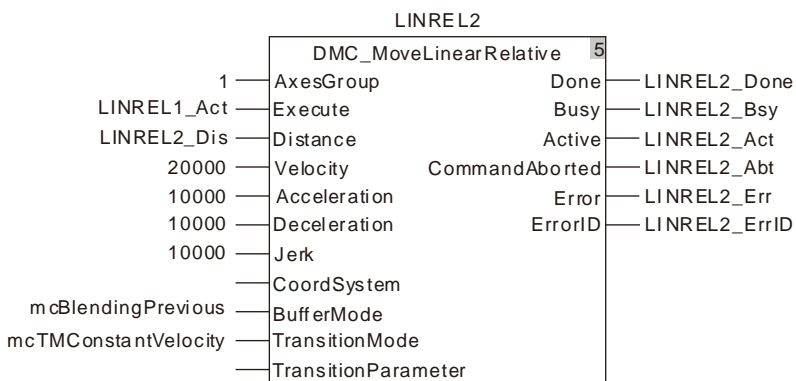 LINREL2
DMC_MoveLinearRelative 5
1 AxesGroup Done LINREL2_Done
LINREL1_Act Execute Busy LINREL2_Bsy
LINREL2_Dis Distance Active LINREL2_Act
20000 Velocity CommandAborted LINREL2_Abt
10000 Acceleration Error LINREL2_Err
10000 Deceleration ErrorID LINREL2_ErrID
10000 Jerk
CoordSystem
mcBlendingPrevious BufferMode
mcTMConstantVelocity TransitionMode
TransitionParameter